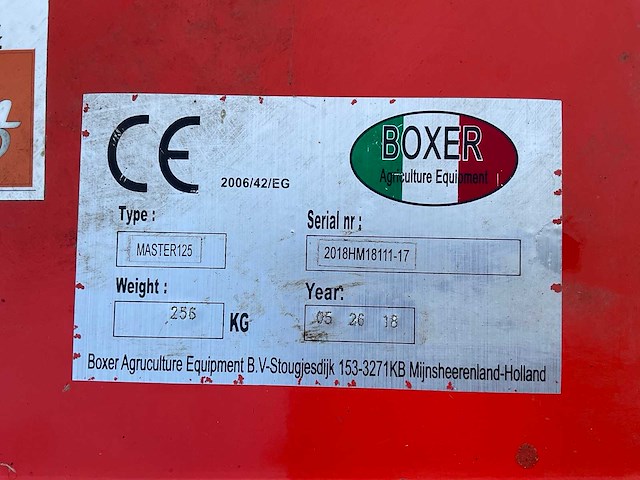 CE
2006/42/EG
BOXER
Agriculture Equipment
Type :
Serial nr :
MASTER125
2018HM18111-17
Weight :
Year:
256 KG
05 26 18
Boxer Agruculture Equipment B.V-Stougjesdijk 153-3271KB Mijnsheerenland-Holland